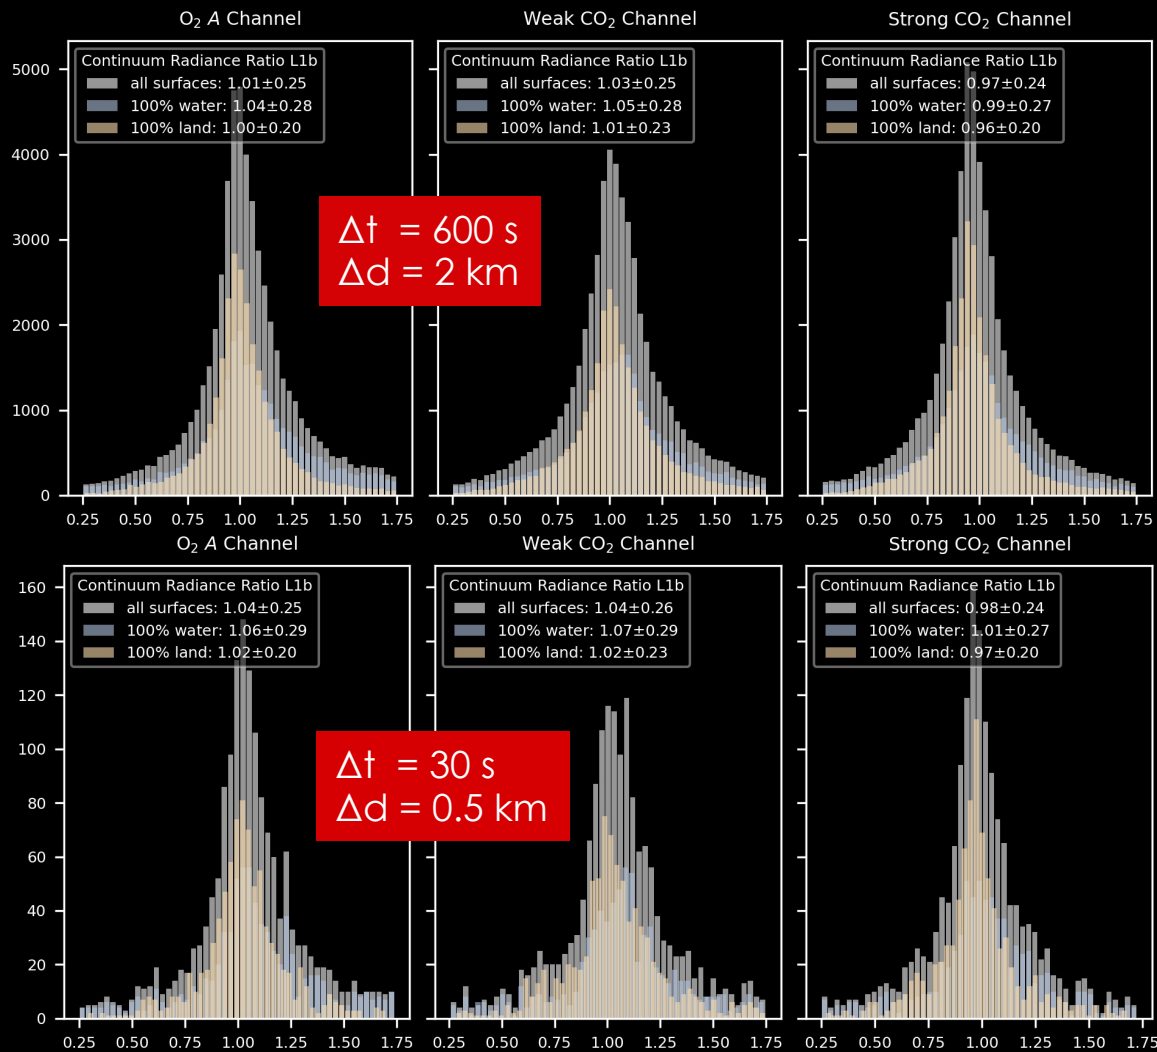 O₂ A Channel
Weak CO₂ Channel
Strong CO₂ Channel
Continuum Radiance Ratio L1b
all surfaces: 1.01±0.25
100% water: 1.04±0.28
100% land: 1.00±0.20
Continuum Radiance Ratio L1b
all surfaces: 1.03±0.25
100% water: 1.05±0.28
100% land: 1.01±0.23
Continuum Radiance Ratio L1b
all surfaces: 0.97±0.24
100% water: 0.99±0.27
100% land: 0.96±0.20
5000
4000
3000
2000
1000
0
Δt = 600 s
Δd = 2 km
0.25 0.50 0.75 1.00 1.25 1.50 1.75
0.25 0.50 0.75 1.00 1.25 1.50 1.75
0.25 0.50 0.75 1.00 1.25 1.50 1.75
O₂ A Channel
Weak CO₂ Channel
Strong CO₂ Channel
Continuum Radiance Ratio L1b
all surfaces: 1.04±0.25
100% water: 1.06±0.29
100% land: 1.02±0.20
Continuum Radiance Ratio L1b
all surfaces: 1.04±0.26
100% water: 1.07±0.29
100% land: 1.02±0.23
Continuum Radiance Ratio L1b
all surfaces: 0.98±0.24
100% water: 1.01±0.27
100% land: 0.97±0.20
160
140
120
100
80
60
40
20
0
Δt = 30 s
Δd = 0.5 km
0.25 0.50 0.75 1.00 1.25 1.50 1.75
0.25 0.50 0.75 1.00 1.25 1.50 1.75
0.25 0.50 0.75 1.00 1.25 1.50 1.75